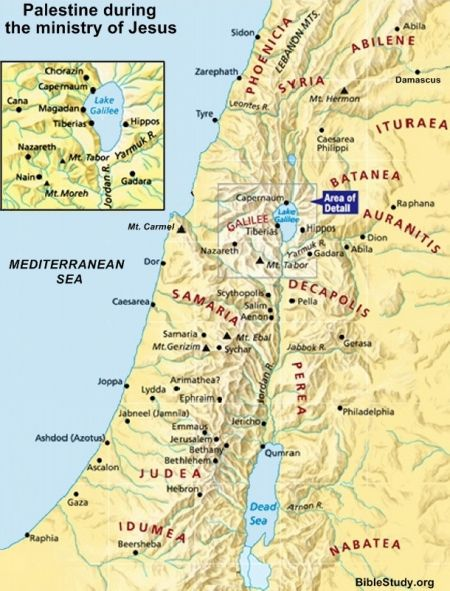 Palestine during
the ministry of Jesus
Chorazin
Capernaum
Cana
Magadan
Lake
Galilee
Tiberias
Hippos
Nazareth
Mt. Tabor
Yarmuk R.
Nain
Mt. Moreh
Jordan R.
Gadara
Sidon
PHOENICIA
LEBANON MTS.
Abila
ABILENE
Zarephath
SYRIA
Damascus
Leontes R.
Mt. Hermon
Tyre
ITURAEA
Caesarea
Philippi
BATANEA
Capernaum
Area of
Detail
Raphana
GALILEE
Lake
Galilee
AURANITIS
Mt. Carmel
Tiberias
Hippos
Dion
Nazareth
Yarmuk R.
Abila
Gadara
MEDITERRANEAN
SEA
Dor
Mt. Tabor
Scythopolis
DECAPOLIS
Caesarea
SAMARIA
Salim
Pella
Aenon
Samaria
Mt. Ebal
Gerasa
Mt.Gerizim
Sychar
Jabbok R.
Jordan R.
PEREA
Joppa
Arimathea?
Lydda
Ephraim
Philadelphia
Jabneel (Jamnila)
Emmaus
Jericho
Ashdod (Azotus)
Jerusalem
Bethany
Qumran
Ascalon
Bethlehem
JUDEA
Hebron
Gaza
Dead
Sea
Arnon R.
IDUMEA
Raphia
Beersheba
NABATEA
BibleStudy.org